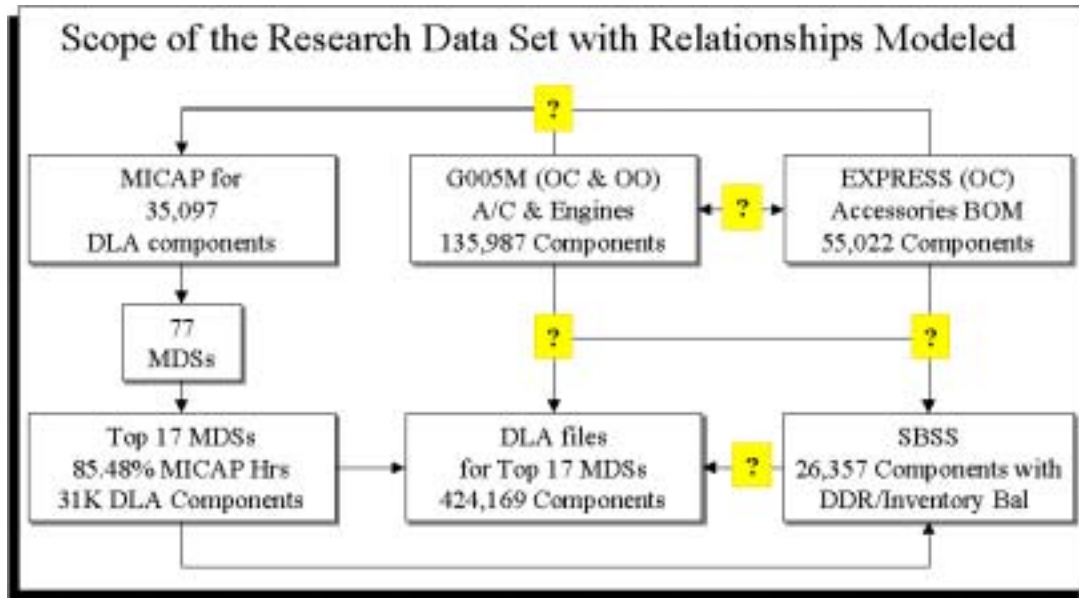 Scope of the Research Data Set with Relationships Modeled
?
MICAP for
35,097
DLA components
G005M (OC & OO)
A/C & Engines
135,987 Components
?
EXPRESS (OC)
Accessories BOM
55,022 Components
77
MDSs
?
?
Top 17 MDSs
85.48% MICAP Hrs
31K DLA Components
DLA files
for Top 17 MDSs
424,169 Components
?
SBSS
26,357 Components with
DDR/Inventory Bal